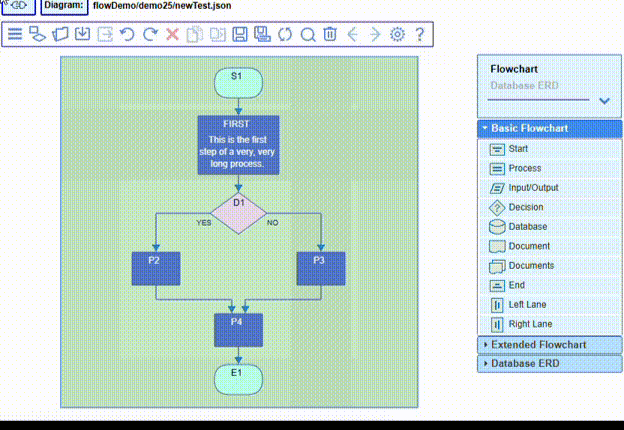 Diagram: flowDemo/demo25/newTest.json
?
S1
FIRST
This is the first
step of a very, very
long process.
D1
YES
NO
P2
P3
P4
E1
Flowchart
Database ERD
Basic Flowchart
Start
Process
Input/Output
Decision
Database
Document
Documents
End
Left Lane
Right Lane
Extended Flowchart
Database ERD